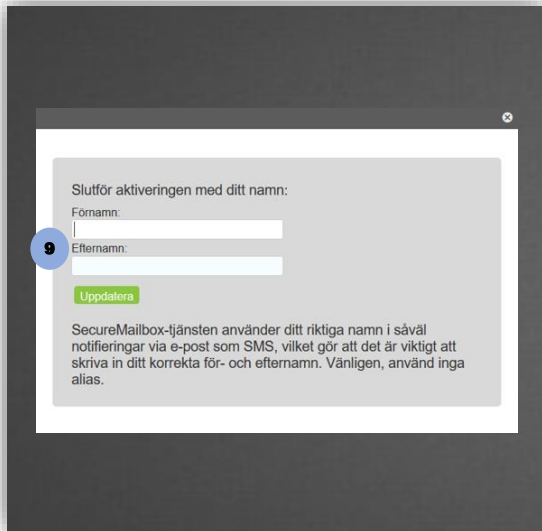 Slutför aktiveringen med ditt namn:
Förnamn:
9
Efternamn:
Uppdatera
SecureMailbox-tjänsten använder ditt riktiga namn i såväl
notifieringar via e-post som SMS, vilket gör att det är viktigt att
skriva in ditt korrekta för- och efternamn. Vänligen, använd inga
alias.